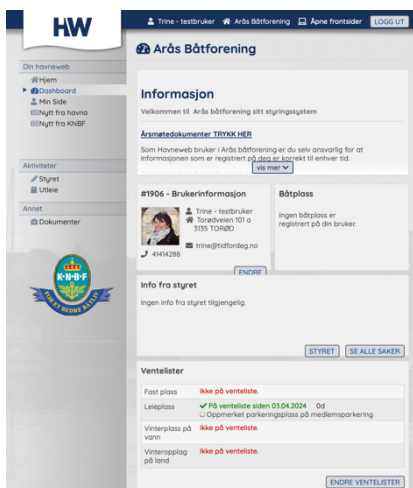 HW
Trine - testbruker Arås Båtforening Åpne frontsider LOGG UT
Arås Båtforening
Din havneweb
Hjem
Dashboard
Min Side
Nytt fra havna
Nytt fra KNBF
Aktiviteter
Styret
Utleie
Annet
Dokumenter
K·N·B·F
FOR ET BEDRE BÅTLIV
Informasjon
Velkommen til Arås båtforening sitt styringssystem
Årsmøtedokumenter TRYKK HER
Som Havneweb bruker i Arås båtforening er du selv ansvarlig for at
informasjonen som er registrert på deg er korrekt til enhver tid.
vis mer
#1906 - Brukerinformasjon
Trine - testbruker
Torødveien 101 a
3135 TORØD
trine@tidfordeg.no
41414288
ENDRE
Båtplass
Ingen båtplass er
registrert på din bruker.
Info fra styret
Ingen info fra styret tilgjengelig.
STYRET SE ALLE SAKER
Ventelister
Fast plass Ikke på venteliste.
Leieplass På venteliste siden 03.04.2024 0d
Oppmerket parkeringsplass på medlemsparkering
Vinterplass på Ikke på venteliste.
vann
Vinteropplag Ikke på venteliste.
på land
ENDRE VENTELISTER